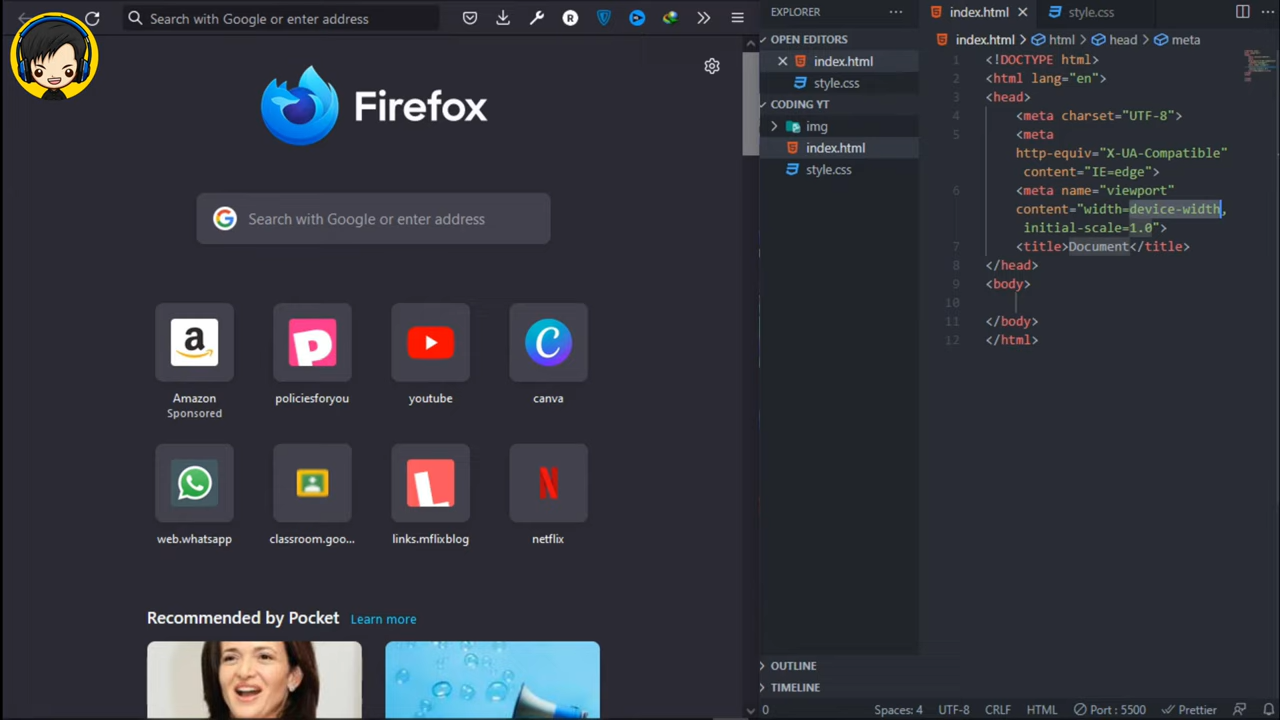 Search with Google or enter address
Firefox
Search with Google or enter address
Amazon
Sponsored
policiesforyou
youtube
canva
web.whatsapp
classroom.goo...
links.mflixblog
netflix
Recommended by Pocket Learn more
EXPLORER
OPEN EDITORS
index.html
style.css
CODING YT
img
index.html
style.css
OUTLINE
TIMELINE
index.html
style.css
index.html > html > head > meta
1 <!DOCTYPE html>
2 <html lang="en">
3 <head>
4 <meta charset="UTF-8">
5 <meta
http-equiv="X-UA-Compatible"
content="IE=edge">
6 <meta name="viewport"
content="width=device-width,
initial-scale=1.0">
7 <title>Document</title>
8 </head>
9 <body>
10
11 </body>
12 </html>
0 Spaces: 4 UTF-8 CRLF HTML Port : 5500 Prettier